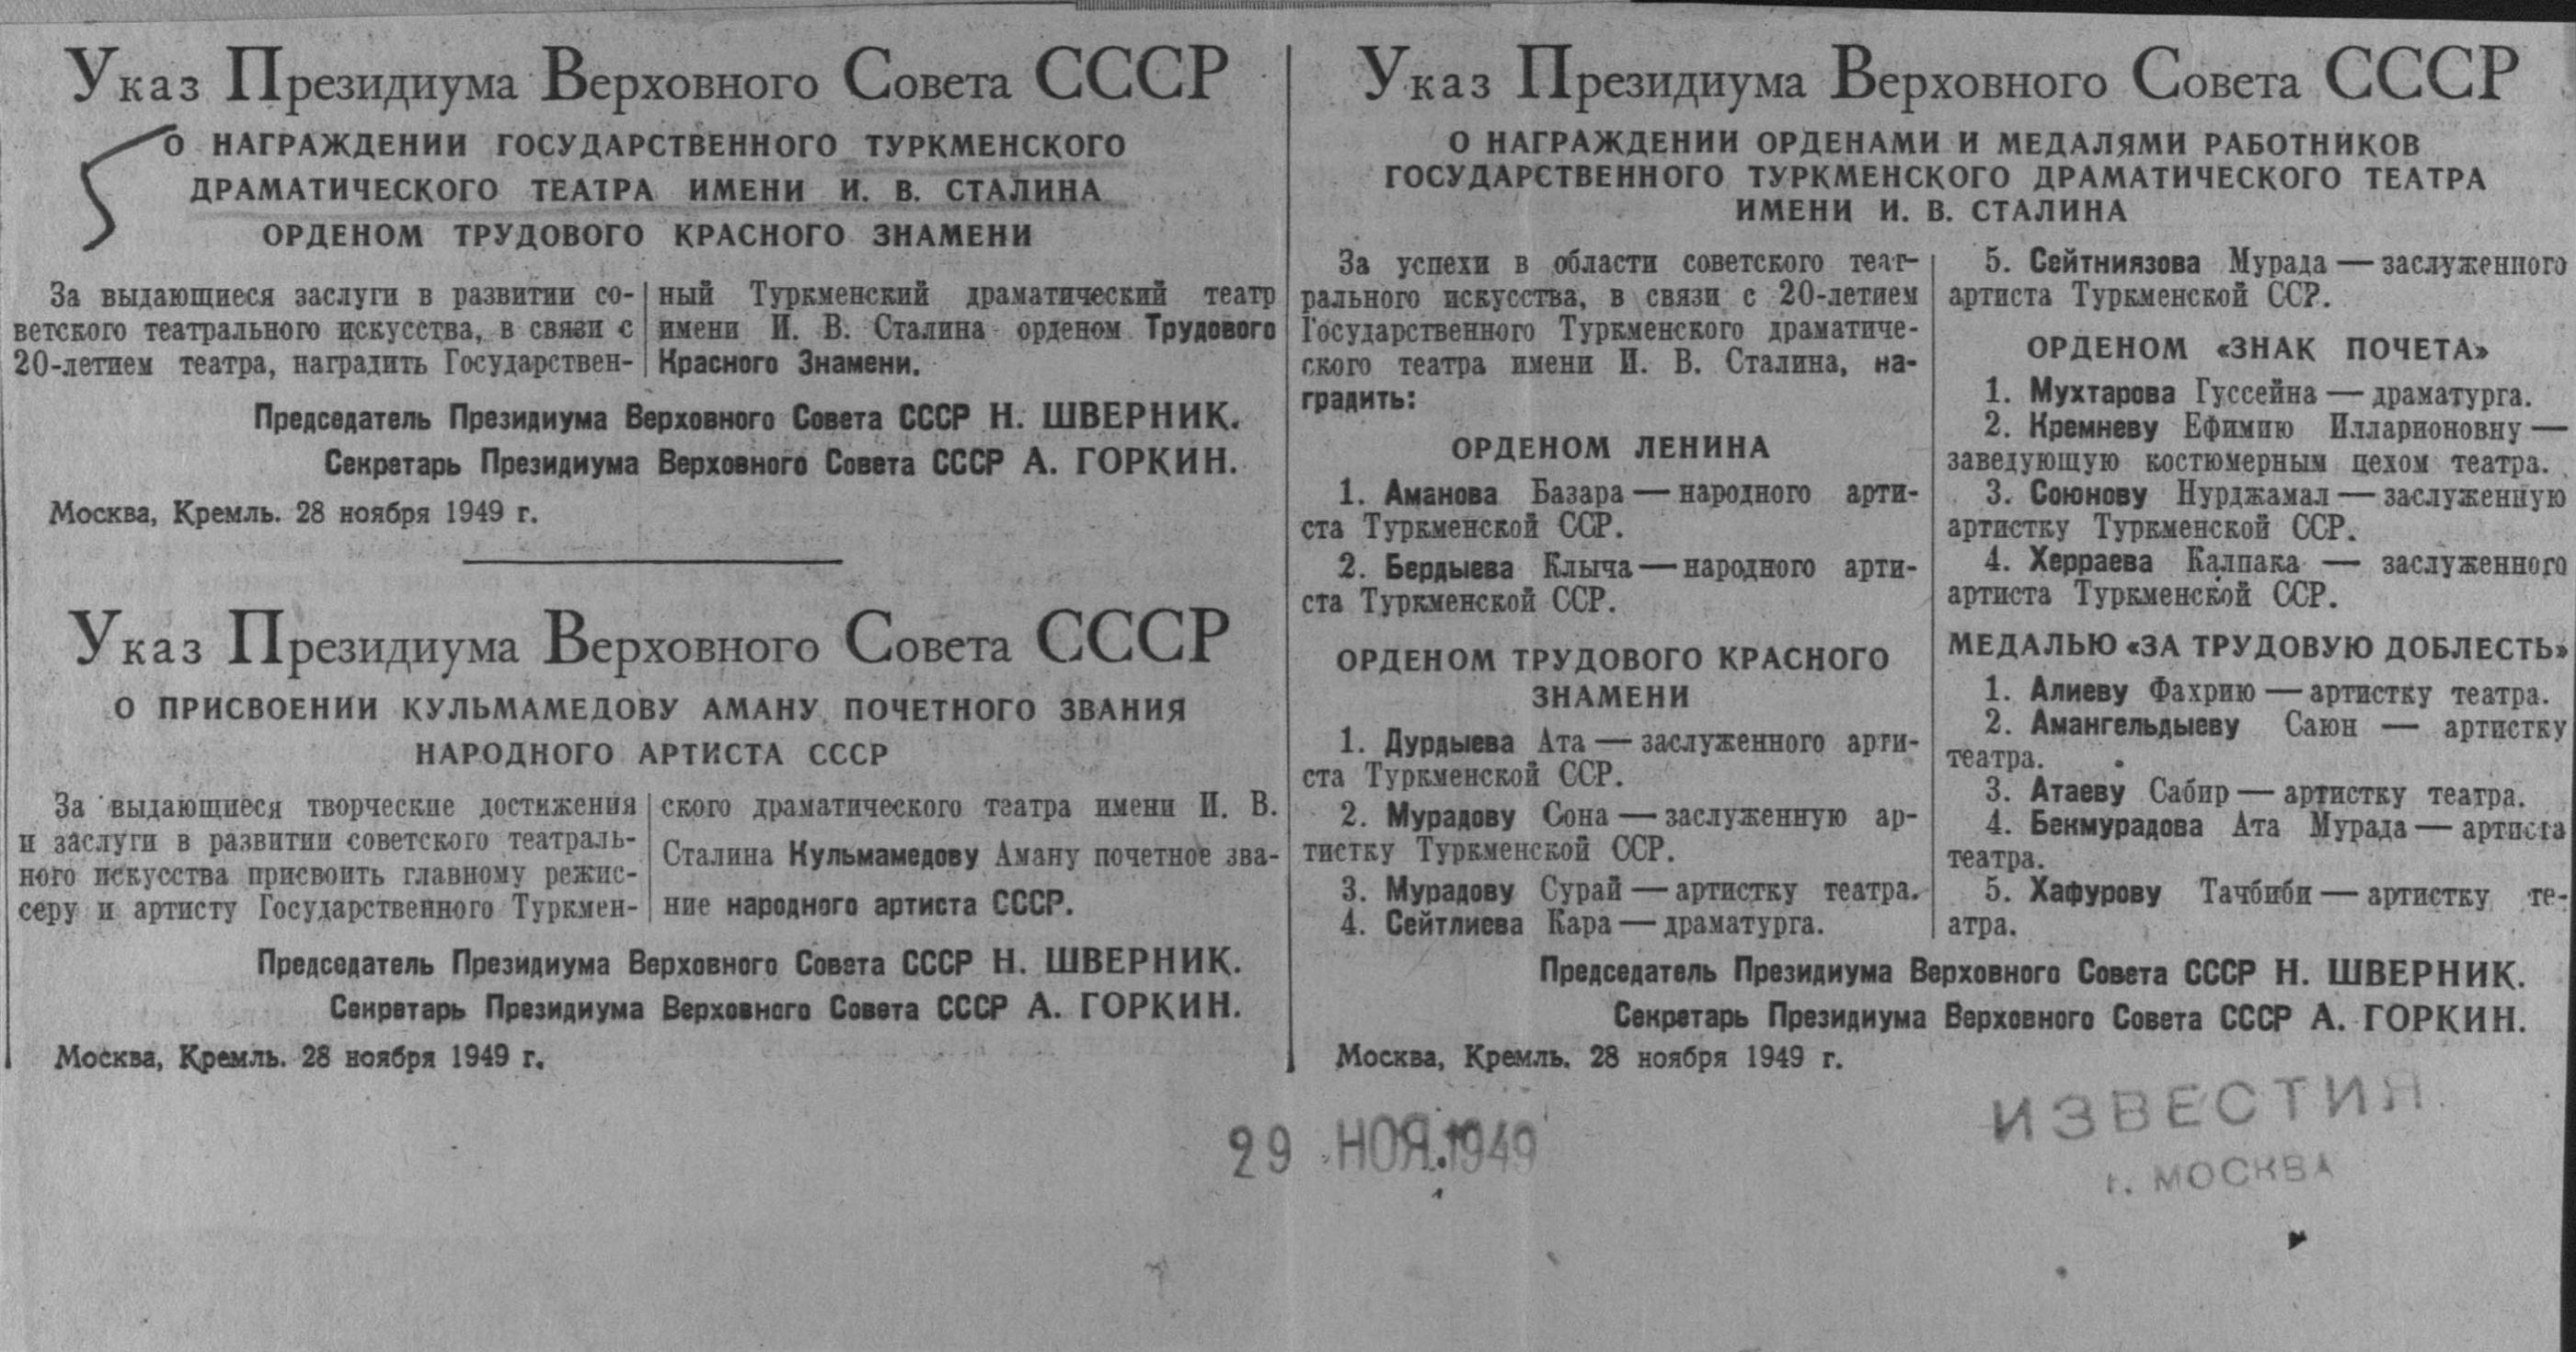 Указ Президиума Верховного Совета СССР
О НАГРАЖДЕНИИ ГОСУДАРСТВЕННОГО ТУРКМЕНСКОГО
ДРАМАТИЧЕСКОГО ТЕАТРА ИМЕНИ И. В. СТАЛИНА
ОРДЕНОМ ТРУДОВОГО КРАСНОГО ЗНАМЕНИ
За выдающиеся заслуги в развитии со-
ветского театрального искусства, в связи с
20-летием театра, наградить Государствен-
ный Туркменский драматический театр
имени И. В. Сталина орденом Трудового
Красного Знамени.
Председатель Президиума Верховного Совета СССР Н. ШВЕРНИК.
Секретарь Президиума Верховного Совета СССР А. ГОРКИН.
Москва, Кремль. 28 ноября 1949 г.
Указ Президиума Верховного Совета СССР
О ПРИСВОЕНИИ КУЛЬМАМЕДОВУ АМАНУ ПОЧЕТНОГО ЗВАНИЯ
НАРОДНОГО АРТИСТА СССР
За выдающиеся творческие достижения
и заслуги в развитии советского театраль-
ного искусства присвоить главному режис-
серу и артисту Государственного Туркмен-
ского драматического театра имени И. В.
Сталина Кульмамедову Аману почетное зва-
ние народного артиста СССР.
Председатель Президиума Верховного Совета СССР Н. ШВЕРНИК.
Секретарь Президиума Верховного Совета СССР А. ГОРКИН.
Москва, Кремль. 28 ноября 1949 г.
Указ Президиума Верховного Совета СССР
О НАГРАЖДЕНИИ ОРДЕНАМИ И МЕДАЛЯМИ РАБОТНИКОВ
ГОСУДАРСТВЕННОГО ТУРКМЕНСКОГО ДРАМАТИЧЕСКОГО ТЕАТРА
ИМЕНИ И. В. СТАЛИНА
За успехи в области советского теат-
рального искусства, в связи с 20-летием
Государственного Туркменского драматиче-
ского театра имени И. В. Сталина, на-
градить:
ОРДЕНОМ ЛЕНИНА
1. Аманова Базара — народного арти-
ста Туркменской ССР.
2. Бердыева Клыча — народного арти-
ста Туркменской ССР.
ОРДЕНОМ ТРУДОВОГО КРАСНОГО
ЗНАМЕНИ
1. Дурдыева Ата — заслуженного арти-
ста Туркменской ССР.
2. Мурадову Сона — заслуженную ар-
тистку Туркменской ССР.
3. Мурадову Сурай — артистку театра.
4. Сейтлиева Кара — драматурга.
5. Сейтниязова Мурада — заслуженного
артиста Туркменской ССР.
ОРДЕНОМ «ЗНАК ПОЧЕТА»
1. Мухтарова Гуссейна — драматурга.
2. Кремневу Ефимию Илларионовну —
заведующую костюмерным цехом театра.
3. Союнову Нурджамал — заслуженную
артистку Туркменской ССР.
4. Херраева Калпака — заслуженного
артиста Туркменской ССР.
МЕДАЛЬЮ «ЗА ТРУДОВУЮ ДОБЛЕСТЬ»
1. Алиеву Фахрию — артистку театра.
2. Амангельдыеву Саюн — артистку
театра.
3. Атаеву Сабир — артистку театра.
4. Бекмурадова Ата Мурада — артиста
театра.
5. Хафурову Тачбиби — артистку те-
атра.
Председатель Президиума Верховного Совета СССР Н. ШВЕРНИК.
Секретарь Президиума Верховного Совета СССР А. ГОРКИН.
Москва, Кремль. 28 ноября 1949 г.
29 НОЯ.1949
ИЗВЕСТИЯ
г. МОСКВА